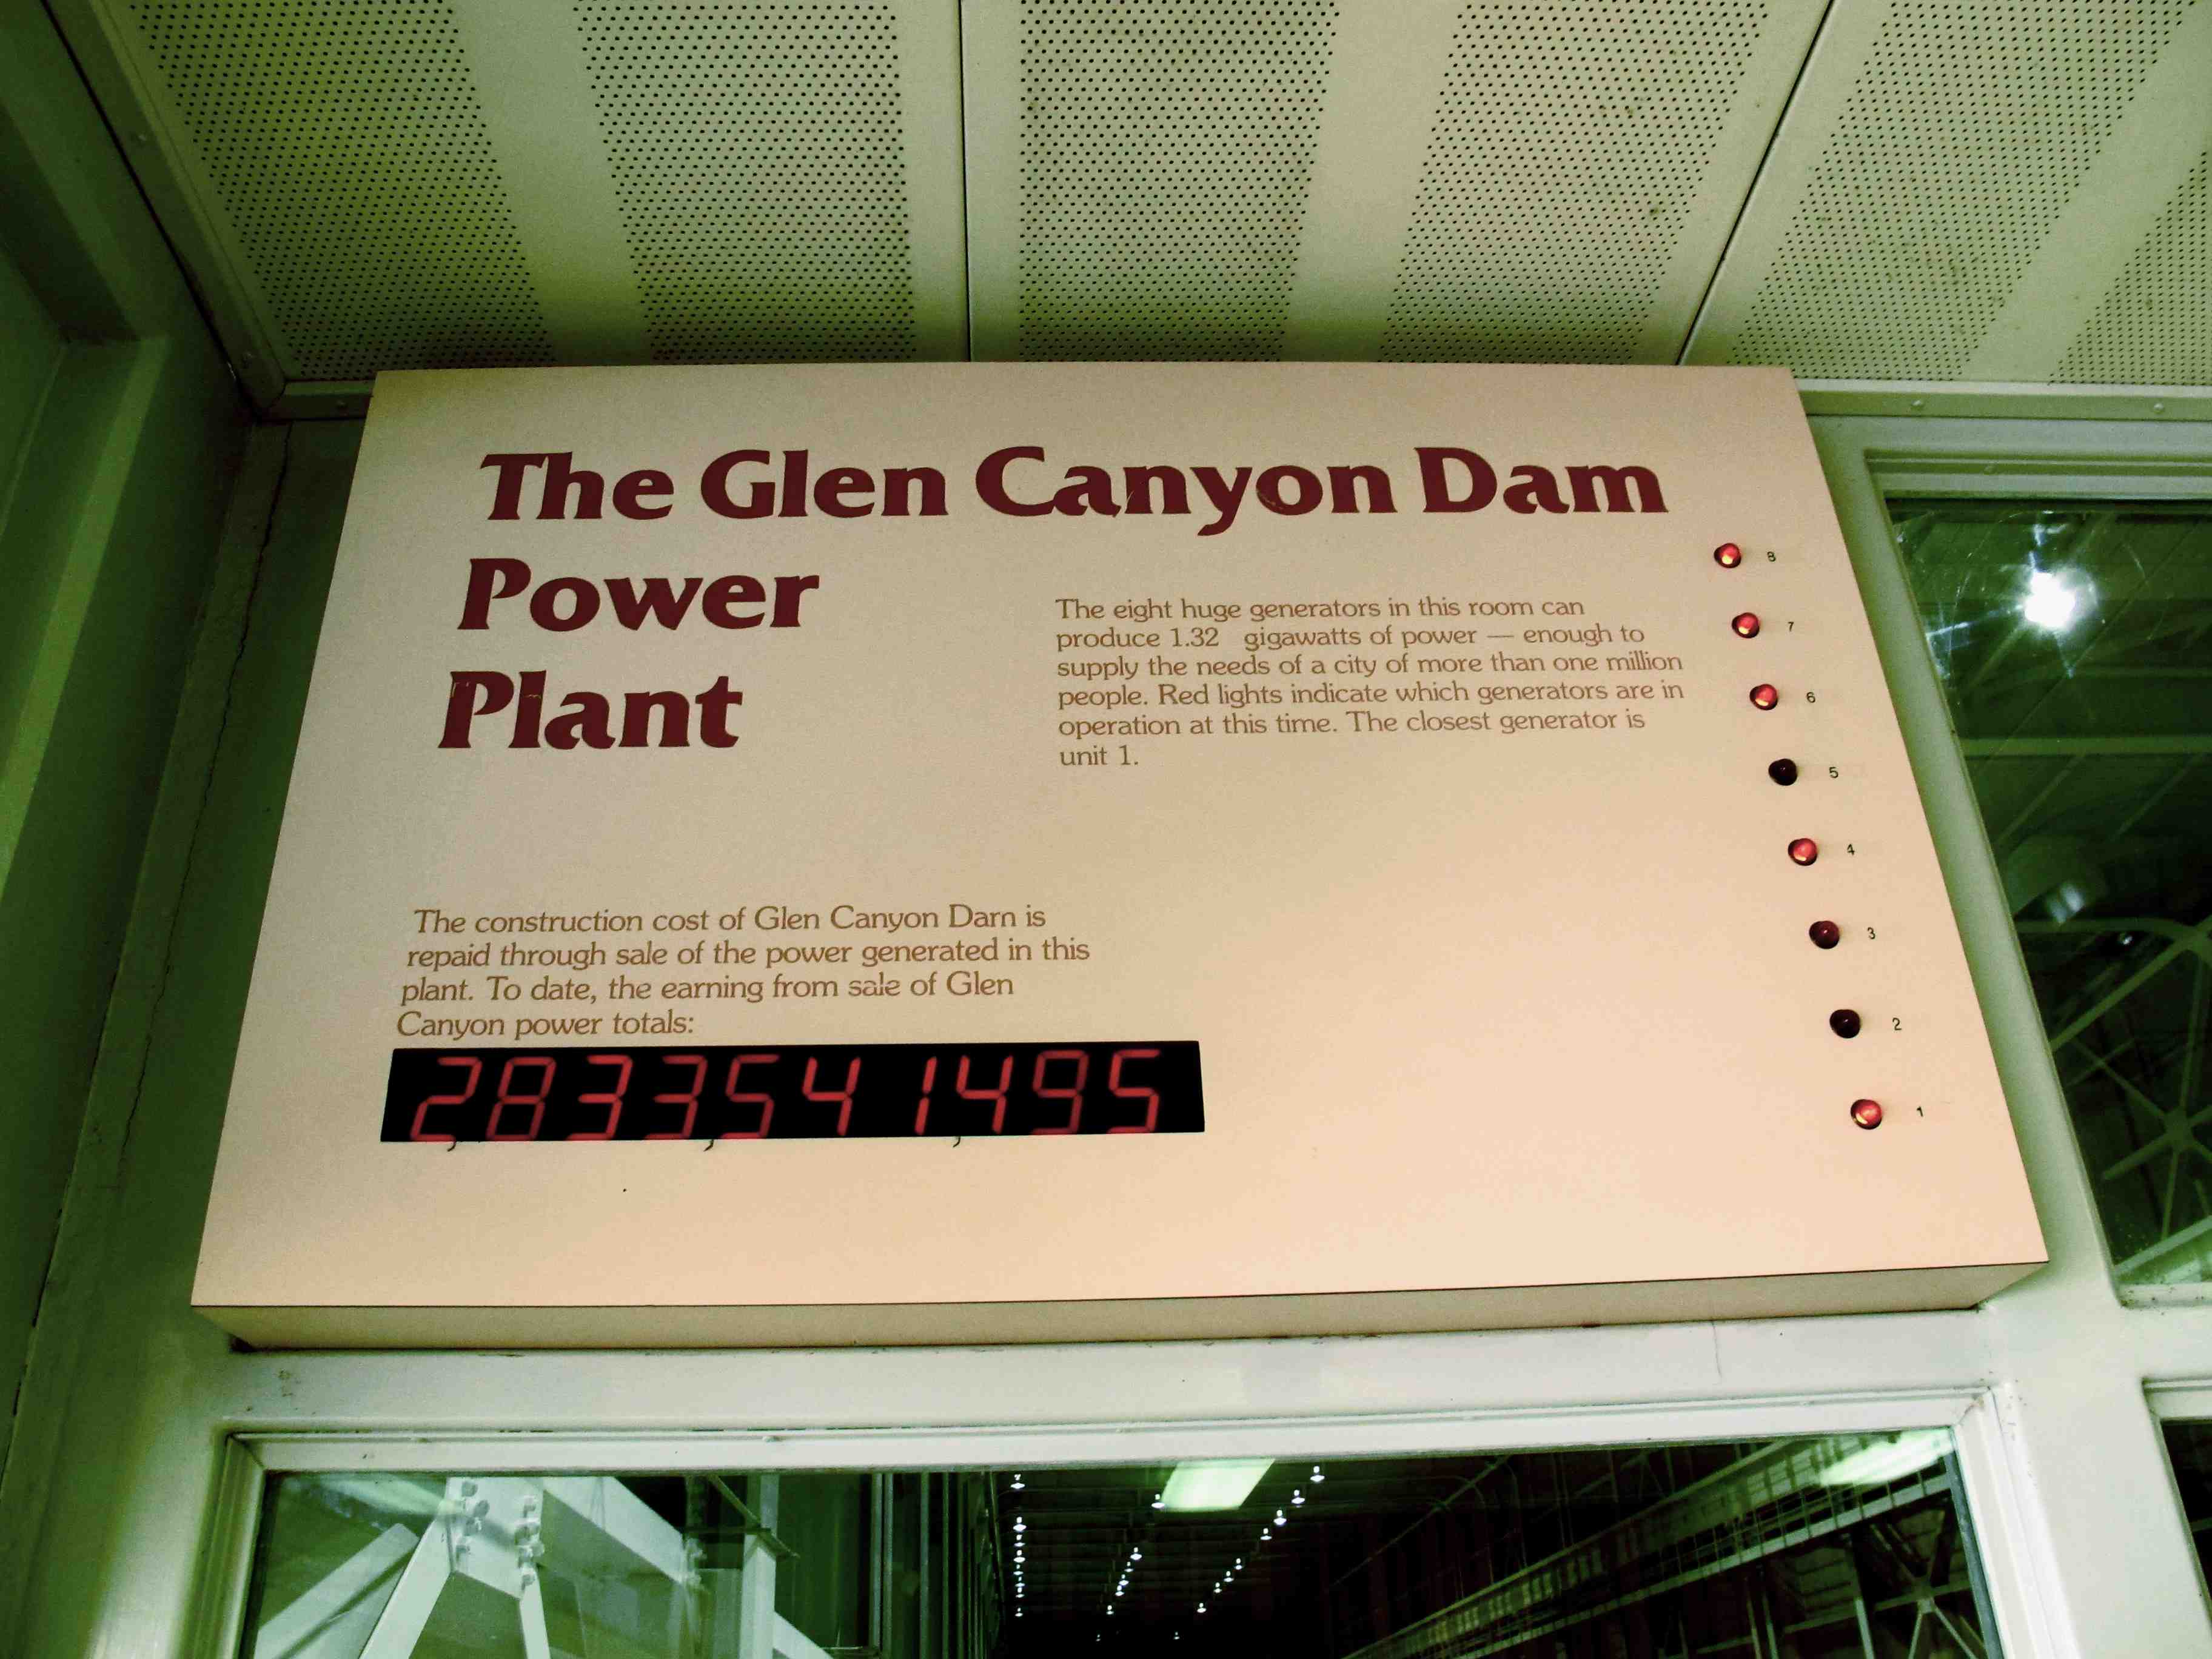 The Glen Canyon Dam
Power
Plant
The eight huge generators in this room can
produce 1.32 gigawatts of power — enough to
supply the needs of a city of more than one million
people. Red lights indicate which generators are in
operation at this time. The closest generator is
unit 1.
8
7
6
5
4
3
2
1
The construction cost of Glen Canyon Darn is
repaid through sale of the power generated in this
plant. To date, the earning from sale of Glen
Canyon power totals:
2,833,541,495